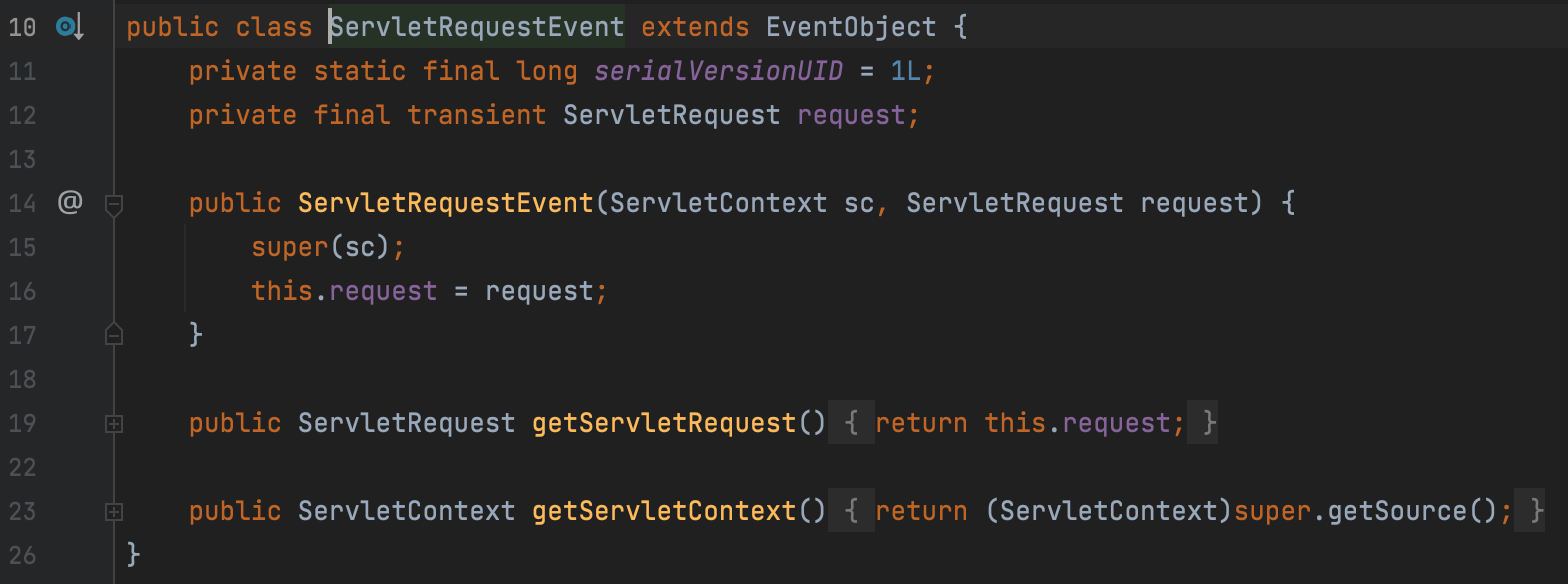 10 public class ServletRequestEvent extends EventObject {
11     private static final long serialVersionUID = 1L;
12     private final transient ServletRequest request;
13
14 @     public ServletRequestEvent(ServletContext sc, ServletRequest request) {
15         super(sc);
16         this.request = request;
17     }
18
19     public ServletRequest getServletRequest() { return this.request; }
22
23     public ServletContext getServletContext() { return (ServletContext)super.getSource(); }
26 }